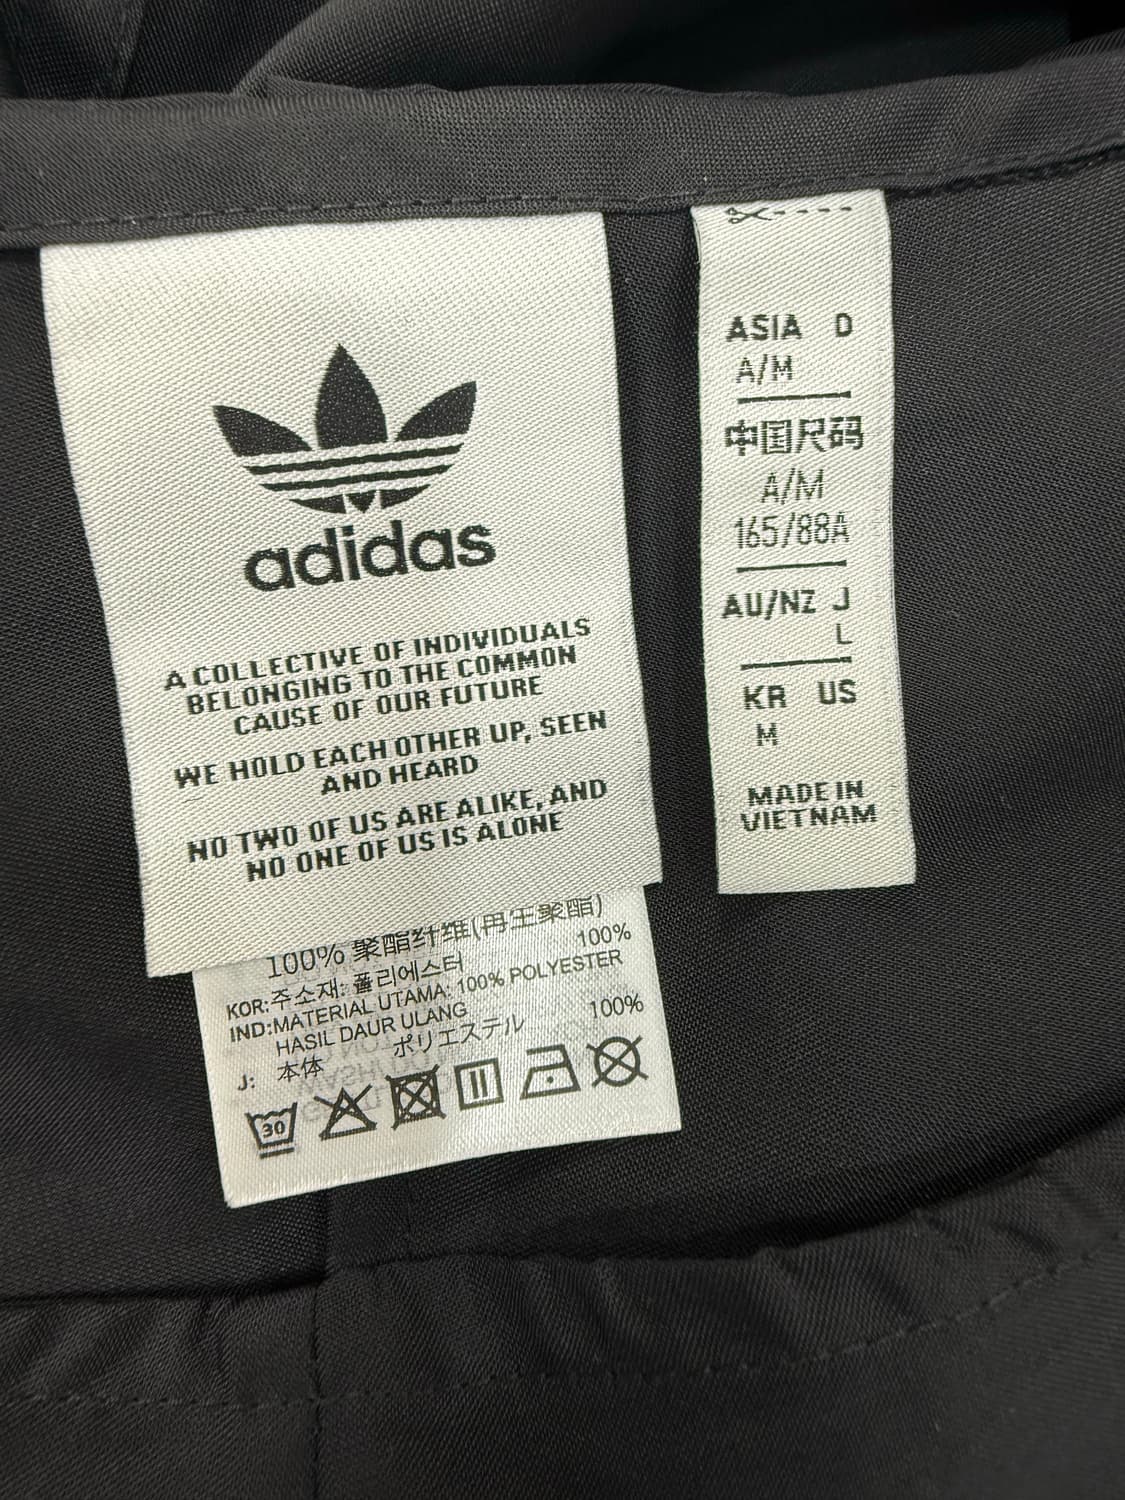 adidas
A COLLECTIVE OF INDIVIDUALS
BELONGING TO THE COMMON
CAUSE OF OUR FUTURE
WE HOLD EACH OTHER UP, SEEN
AND HEARD
NO TWO OF US ARE ALIKE, AND
NO ONE OF US IS ALONE
100% 聚酯纤维(再生聚酯)
KOR:주소재: 폴리에스터 100%
IND:MATERIAL UTAMA: 100% POLYESTER
HASIL DAUR ULANG
J: 本体 ポリエステル 100%
30
ASIA D
A/M
中国尺码
A/M
165/88A
AU/NZ J
L
KR US
M
MADE IN
VIETNAM